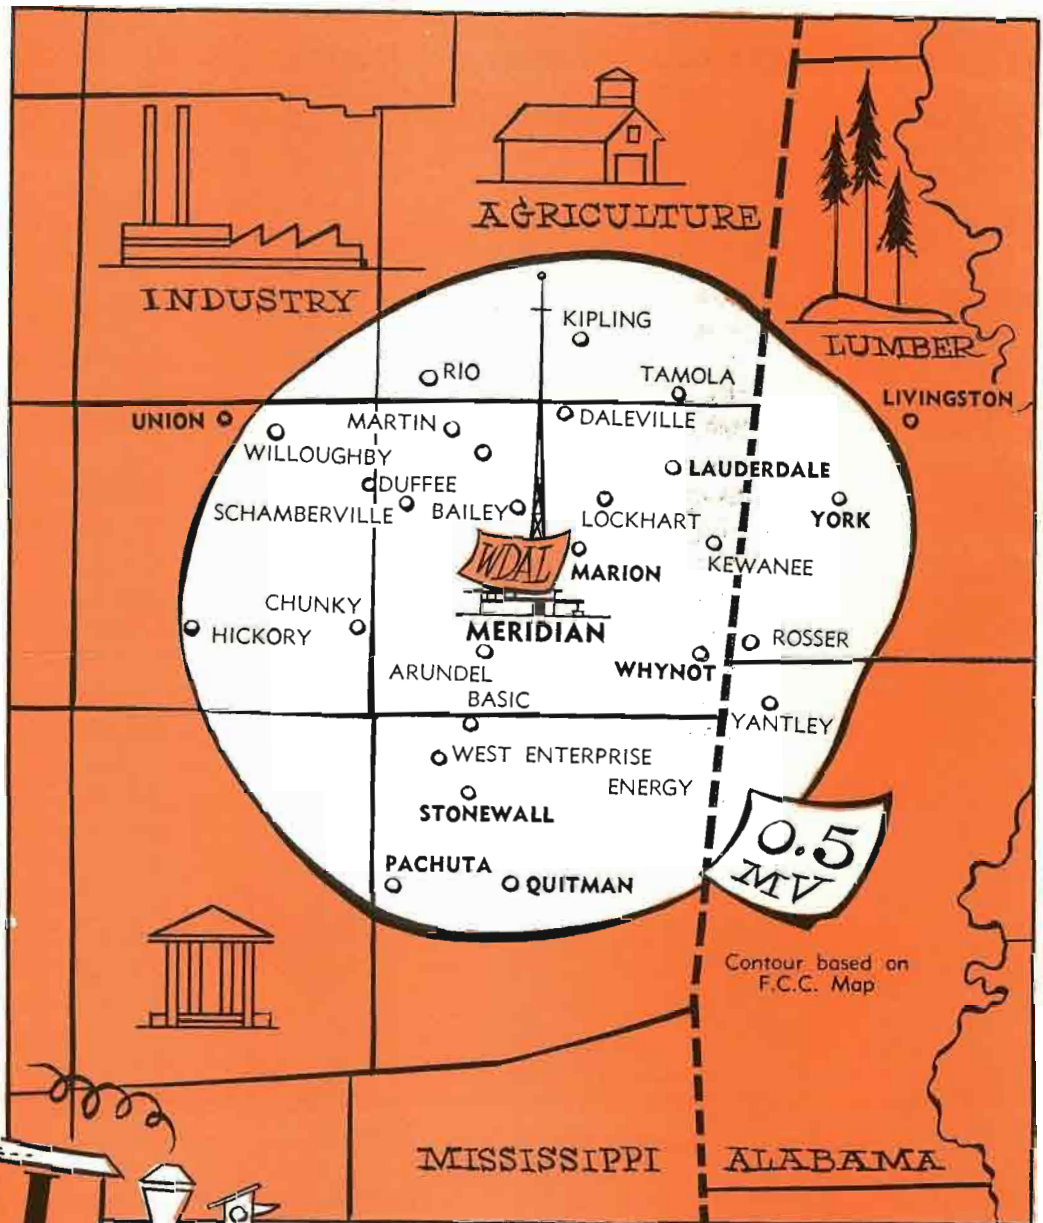 AGRICULTURE
INDUSTRY
KIPLING
LUMBER
RIO
TAMOLA
LIVINGSTON
UNION
MARTIN
DALEVILLE
WILLOUGHBY
LAUDERDALE
DUFFEE
SCHAMBERVILLE
BAILEY
LOCKHART
YORK
WDAL
MARION
KEWANEE
CHUNKY
HICKORY
MERIDIAN
ROSSER
ARUNDEL
WHYNOT
BASIC
YANTLEY
WEST ENTERPRISE
ENERGY
STONEWALL
0.5
MV
PACHUTA
QUITMAN
Contour based on
F.C.C. Map
MISSISSIPPI
ALABAMA